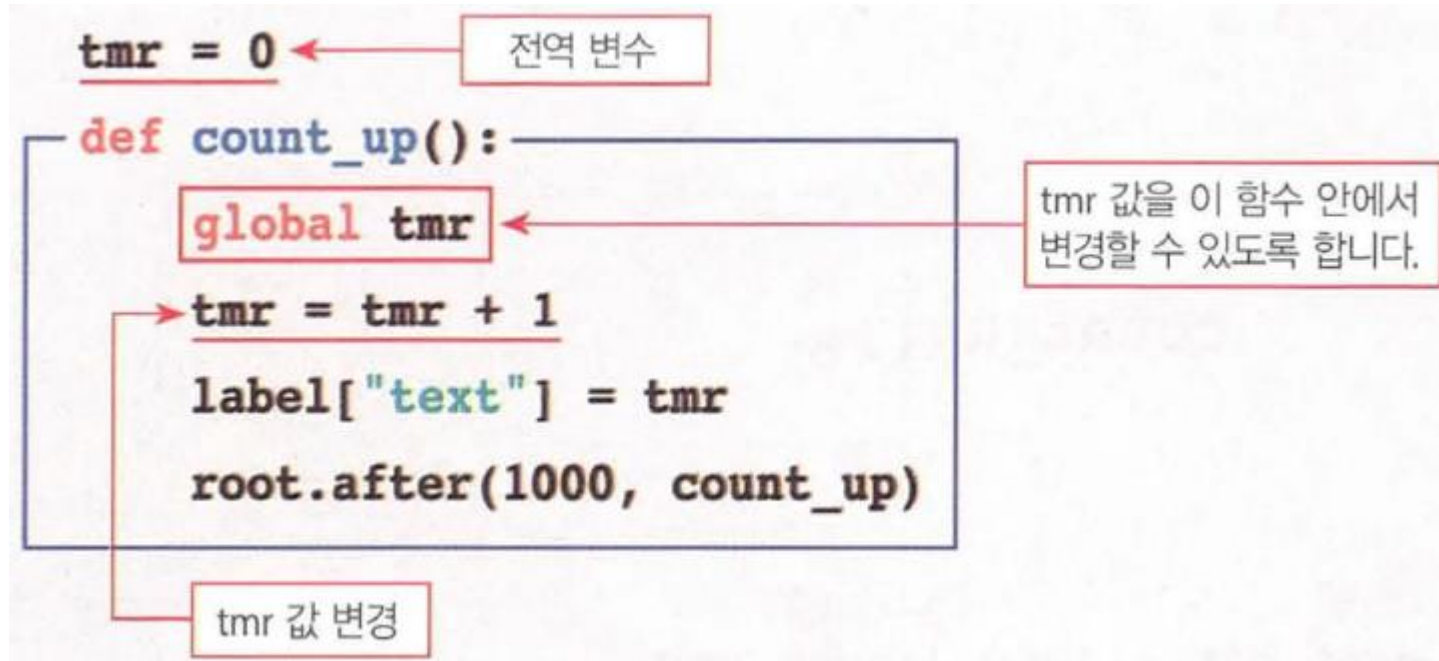 tmr = 0
전역 변수
def count_up():
global tmr
tmr 값을 이 함수 안에서
변경할 수 있도록 합니다.
tmr = tmr + 1
label["text"] = tmr
root.after(1000, count_up)
tmr 값 변경